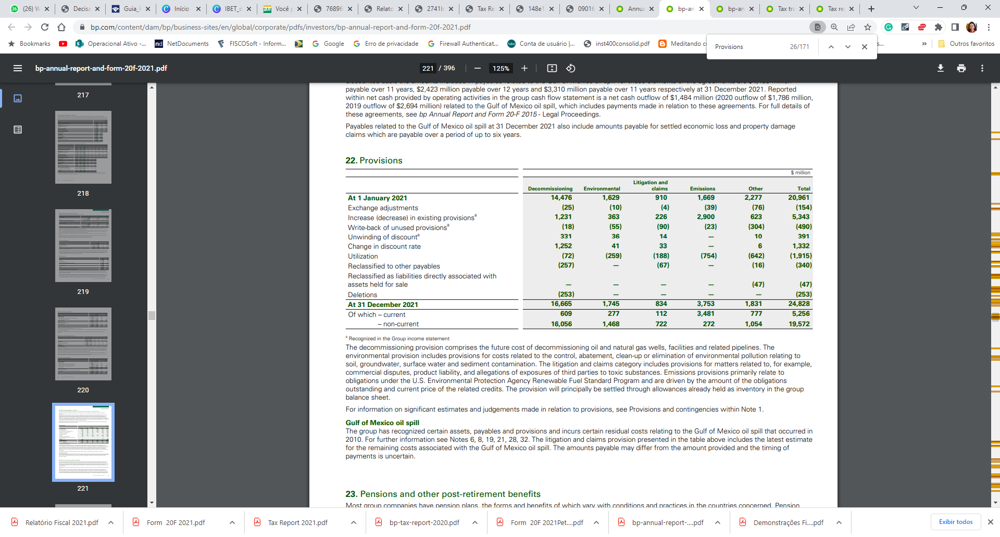 (26) W
Decisa
Guia_F
Início
IBET_c
Você
76896
Relato
2741b
Tax Re
148e1
09016
Annua
bp-an
bp-an
Tax tra
Tax re
bp.com/content/dam/bp/business-sites/en/global/corporate/pdfs/investors/bp-annual-report-and-form-20f-2021.pdf
Bookmarks
Operacional Ativo -...
nd NetDocuments
FISCOSoft - Inform...
Google
Erro de privacidade
Firewall Authenticat...
Conta de usuário |...
inst400consolid.pdf
Meditando c
s...
»
Outros favoritos
Provisions 26/171
bp-annual-report-and-form-20f-2021.pdf
221 / 396
125%
217
218
219
220
221
payable over 11 years, $2,423 million payable over 12 years and $3,310 million payable over 11 years respectively at 31 December 2021. Reported
within net cash provided by operating activities in the group cash flow statement is a net cash outflow of $1,484 million (2020 outflow of $1,786 million,
2019 outflow of $2,694 million) related to the Gulf of Mexico oil spill, which includes payments made in relation to these agreements. For full details of
these agreements, see bp Annual Report and Form 20-F 2015 - Legal Proceedings.
Payables related to the Gulf of Mexico oil spill at 31 December 2021 also include amounts payable for settled economic loss and property damage
claims which are payable over a period of up to six years.
22. Provisions
$ million
Decommissioning Environmental Litigation and claims Emissions Other Total
At 1 January 2021 14,476 1,629 910 1,669 2,277 20,961
Exchange adjustments (25) (10) (4) (39) (76) (154)
Increase (decrease) in existing provisionsª 1,231 363 226 2,900 623 5,343
Write-back of unused provisionsª (18) (55) (90) (23) (304) (490)
Unwinding of discountª 331 36 14 — 10 391
Change in discount rate 1,252 41 33 — 6 1,332
Utilization (72) (259) (188) (754) (642) (1,915)
Reclassified to other payables (257) — (67) — (16) (340)
Reclassified as liabilities directly associated with
assets held for sale — — — — (47) (47)
Deletions (253) — — — — (253)
At 31 December 2021 16,665 1,745 834 3,753 1,831 24,828
Of which – current 609 277 112 3,481 777 5,256
– non-current 16,056 1,468 722 272 1,054 19,572
ª Recognized in the Group income statement
The decommissioning provision comprises the future cost of decommissioning oil and natural gas wells, facilities and related pipelines. The
environmental provision includes provisions for costs related to the control, abatement, clean-up or elimination of environmental pollution relating to
soil, groundwater, surface water and sediment contamination. The litigation and claims category includes provisions for matters related to, for example,
commercial disputes, product liability, and allegations of exposures of third parties to toxic substances. Emissions provisions primarily relate to
obligations under the U.S. Environmental Protection Agency Renewable Fuel Standard Program and are driven by the amount of the obligations
outstanding and current price of the related credits. The provision will principally be settled through allowances already held as inventory in the group
balance sheet.
For information on significant estimates and judgements made in relation to provisions, see Provisions and contingencies within Note 1.
Gulf of Mexico oil spill
The group has recognized certain assets, payables and provisions and incurs certain residual costs relating to the Gulf of Mexico oil spill that occurred in
2010. For further information see Notes 6, 8, 19, 21, 28, 32. The litigation and claims provision presented in the table above includes the latest estimate
for the remaining costs associated with the Gulf of Mexico oil spill. The amounts payable may differ from the amount provided and the timing of
payments is uncertain.
23. Pensions and other post-retirement benefits
Most group companies have pension plans, the forms and benefits of which vary with conditions and practices in the countries concerned. Pension
Relatório Fiscal 2021.pdf
Form 20F 2021.pdf
Tax Report 2021.pdf
bp-tax-report-2020.pdf
Form 20F 2021Pet....pdf
bp-annual-report-....pdf
Demonstrações Fi....pdf
Exibir todos